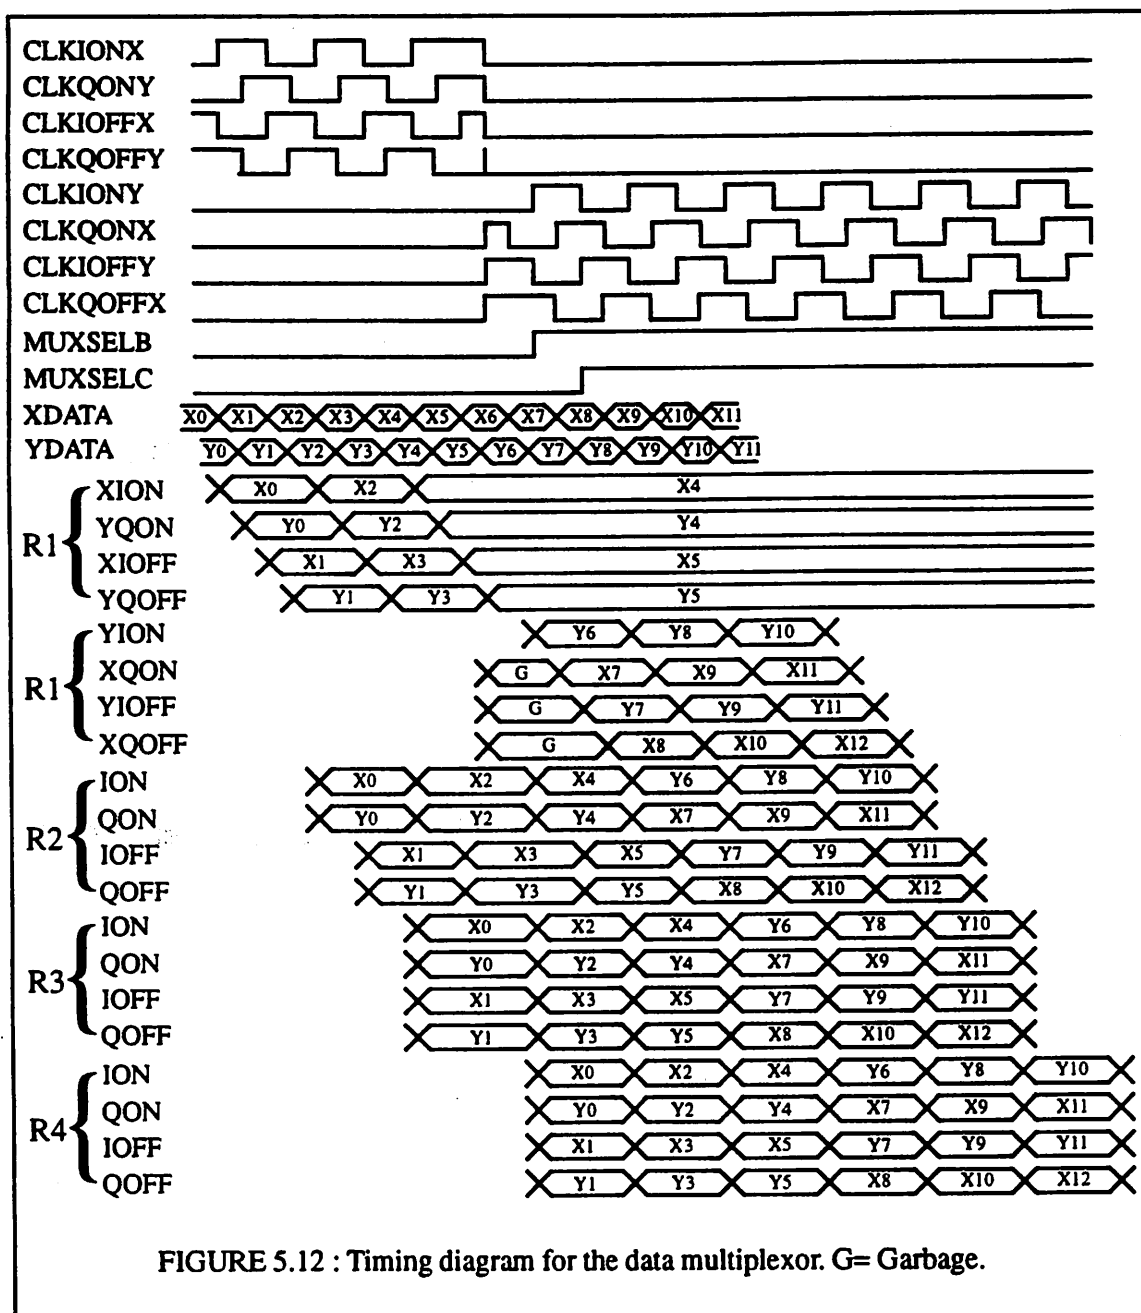 CLKIONX
CLKQONY
CLKIOFFX
CLKQOFFY
CLKIONY
CLKQONX
CLKIOFFY
CLKQOFFX
MUXSELB
MUXSELC
XDATA X0 X1 X2 X3 X4 X5 X6 X7 X8 X9 X10 X11
YDATA Y0 Y1 Y2 Y3 Y4 Y5 Y6 Y7 Y8 Y9 Y10 Y11
R1
XION X0 X2 X4
YQON Y0 Y2 Y4
XIOFF X1 X3 X5
YQOFF Y1 Y3 Y5
R1
YION Y6 Y8 Y10
XQON G X7 X9 X11
YIOFF G Y7 Y9 Y11
XQOFF G X8 X10 X12
R2
ION X0 X2 X4 Y6 Y8 Y10
QON Y0 Y2 Y4 X7 X9 X11
IOFF X1 X3 X5 Y7 Y9 Y11
QOFF Y1 Y3 Y5 X8 X10 X12
R3
ION X0 X2 X4 Y6 Y8 Y10
QON Y0 Y2 Y4 X7 X9 X11
IOFF X1 X3 X5 Y7 Y9 Y11
QOFF Y1 Y3 Y5 X8 X10 X12
R4
ION X0 X2 X4 Y6 Y8 Y10
QON Y0 Y2 Y4 X7 X9 X11
IOFF X1 X3 X5 Y7 Y9 Y11
QOFF Y1 Y3 Y5 X8 X10 X12
FIGURE 5.12 : Timing diagram for the data multiplexor. G= Garbage.